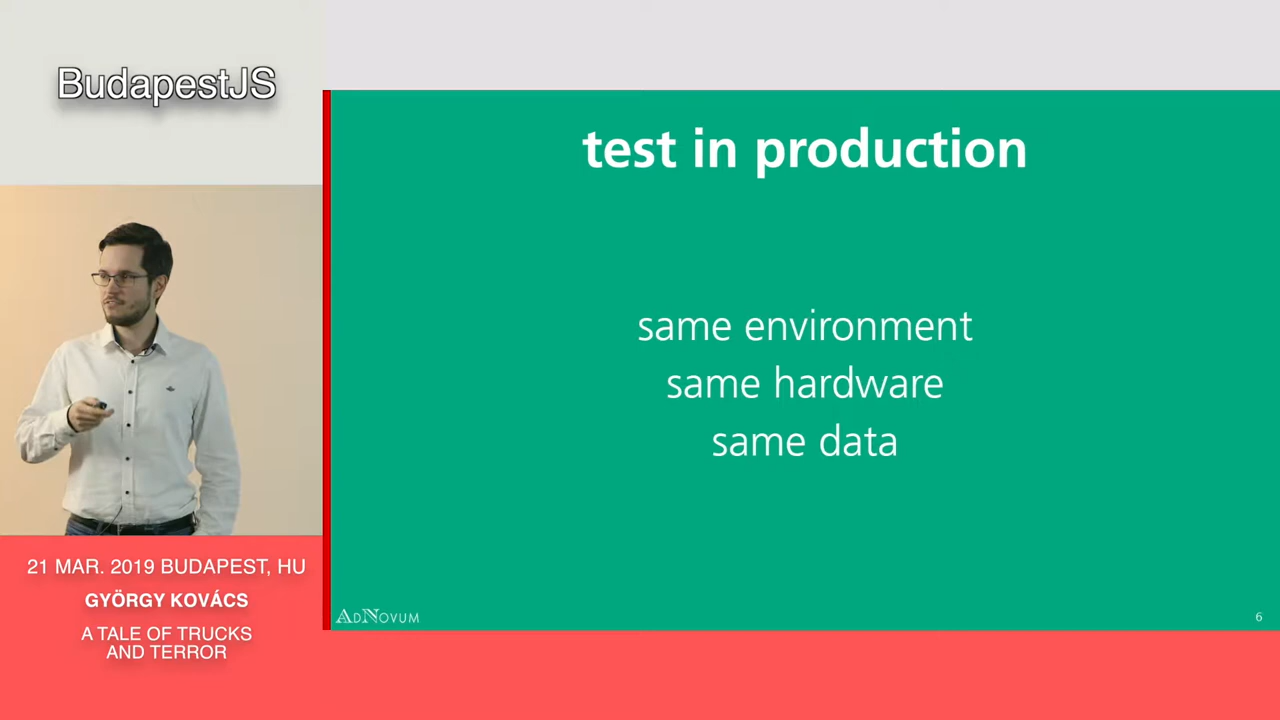 BudapestJS
21 MAR. 2019 BUDAPEST, HU
GYÖRGY KOVÁCS
A TALE OF TRUCKS
AND TERROR
test in production
same environment
same hardware
same data
ADNOVUM
6